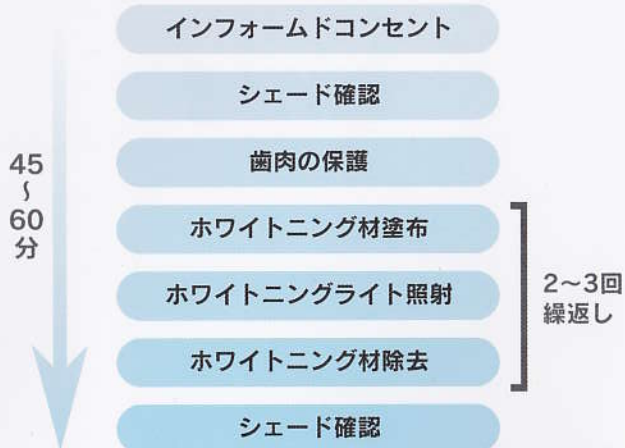 インフォームドコンセント
シェード確認
歯肉の保護
ホワイトニング材塗布
ホワイトニングライト照射
ホワイトニング材除去
シェード確認
45
〜
60
分
2〜3回
繰返し